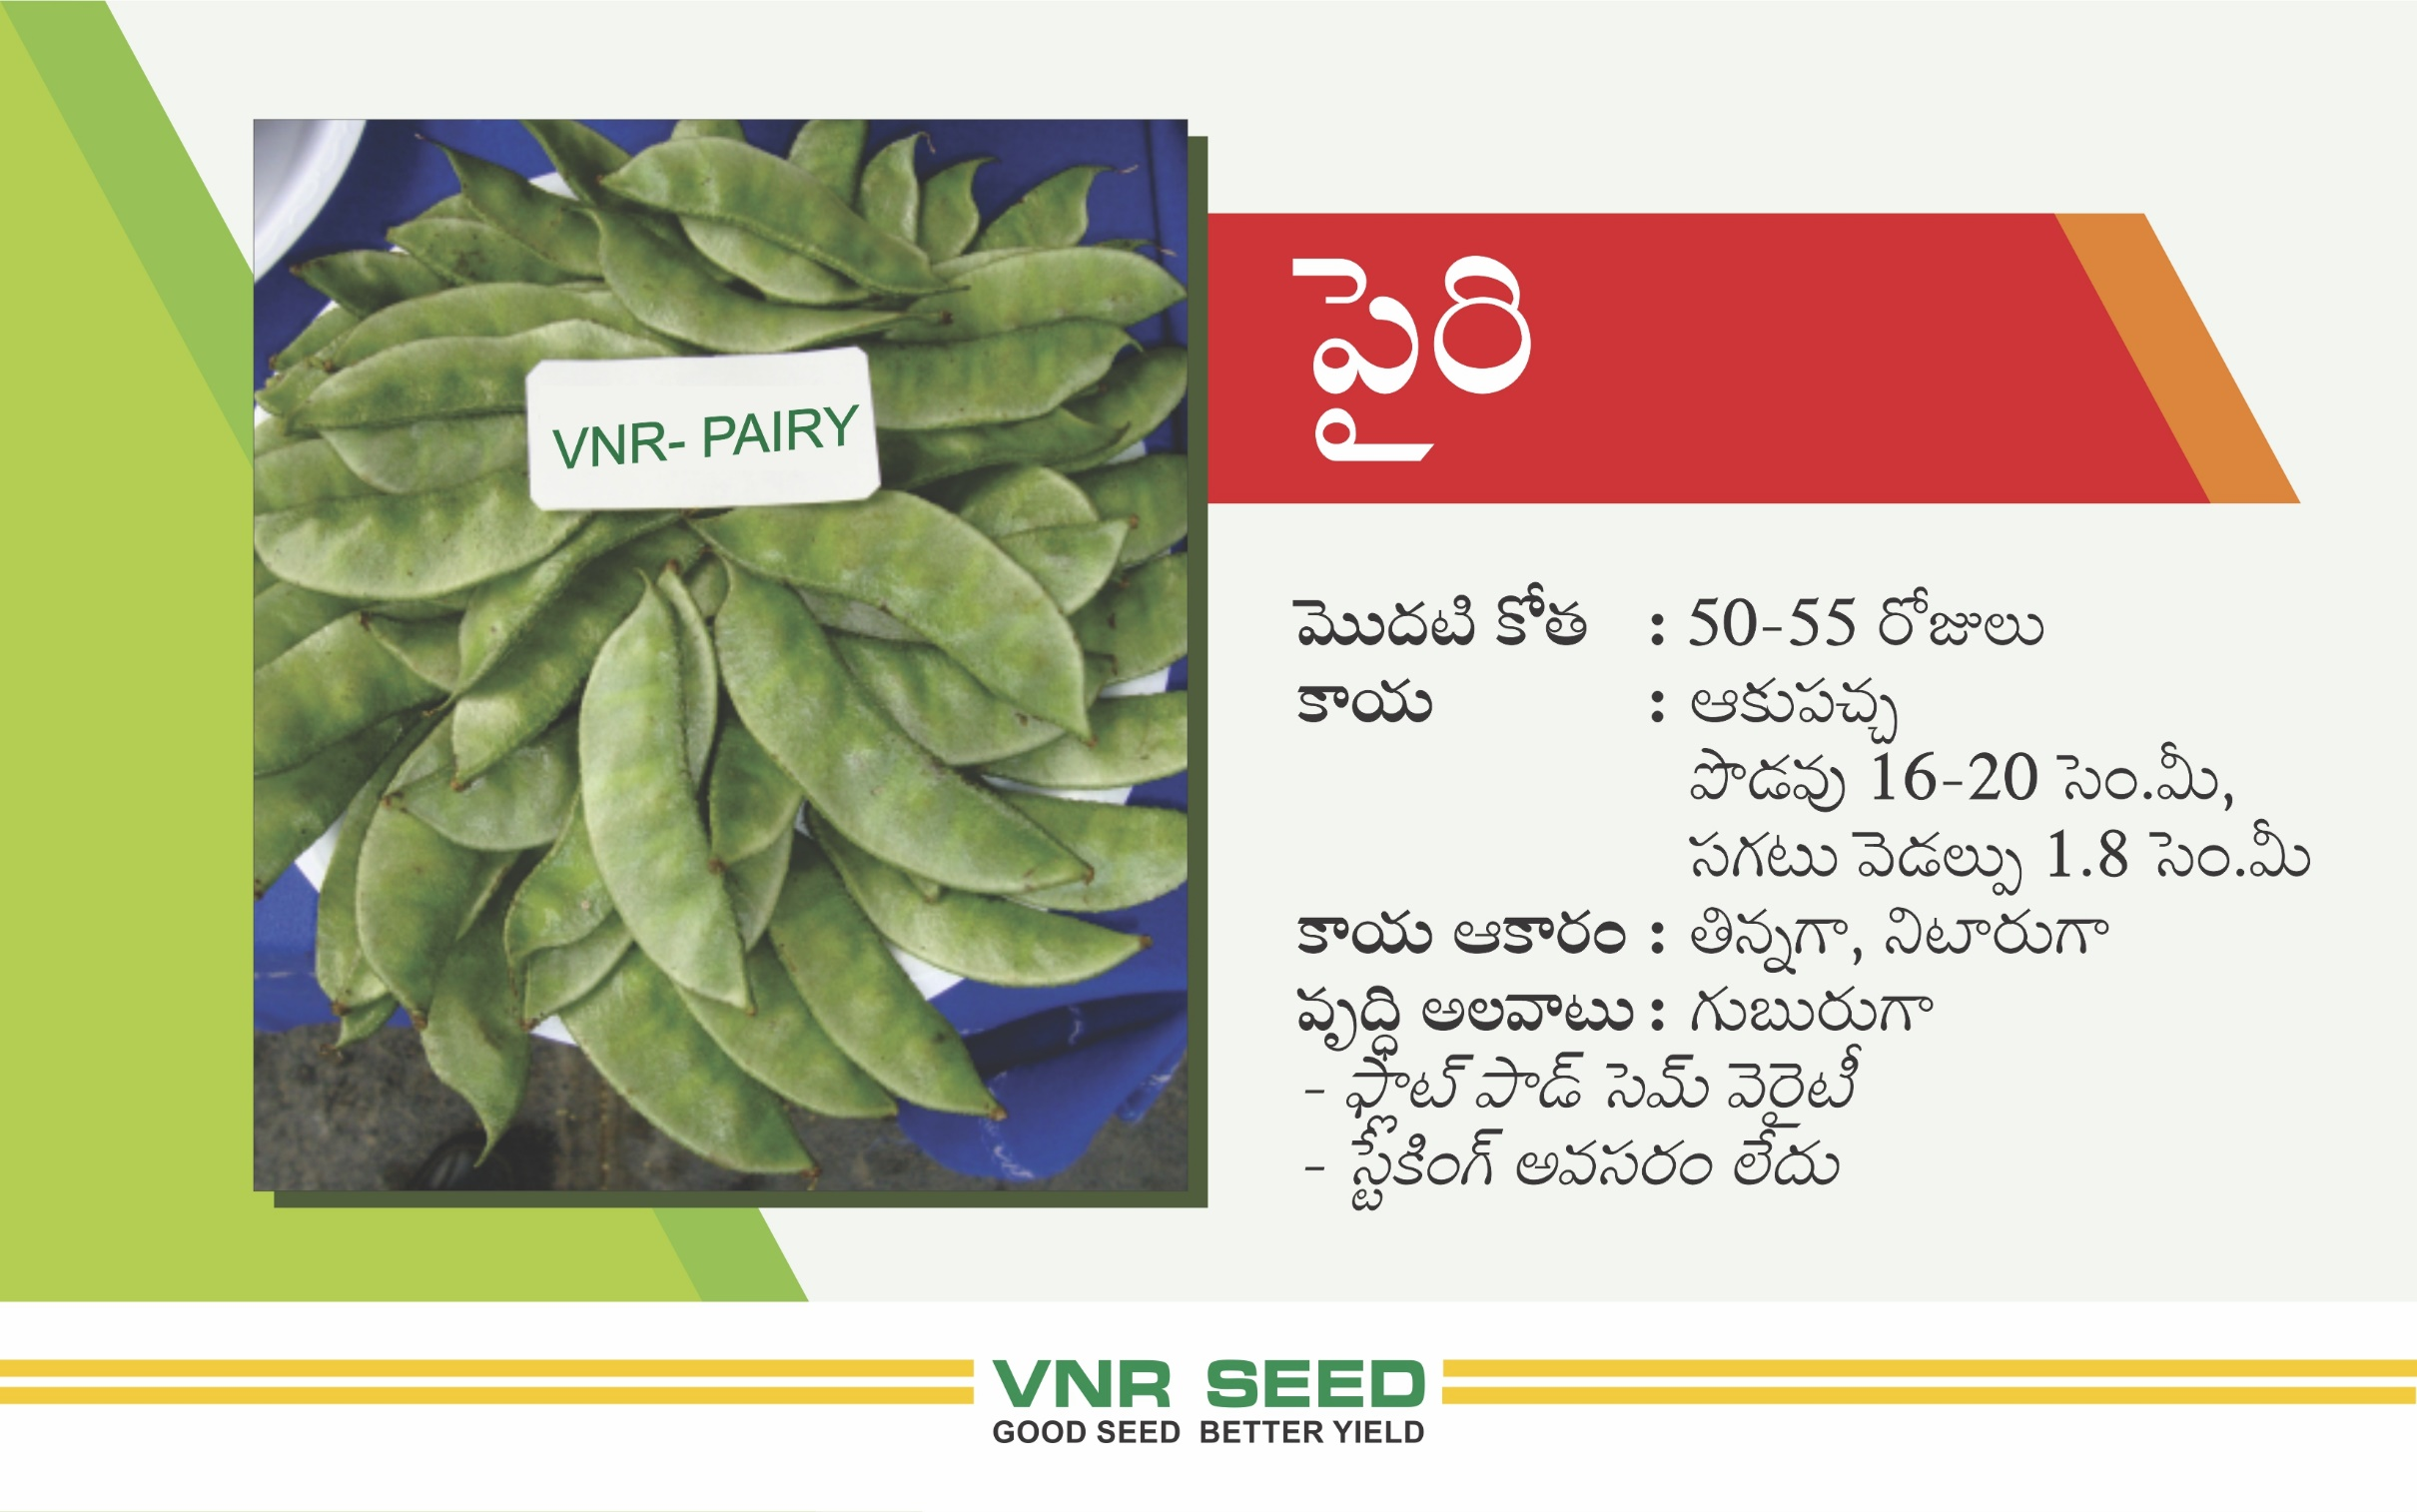 VNR- PAIRY
పైరి
మొదటి కోత : 50-55 రోజులు
కాయ : ఆకుపచ్చ
పొడవు 16-20 సెం.మీ,
సగటు వెడల్పు 1.8 సెం.మీ
కాయ ఆకారం : తిన్నగా, నిటారుగా
వృద్ధి అలవాటు : గుబురుగా
- ఫ్లాట్ పాడ్ సెమ్ వెరైటీ
- స్టేకింగ్ అవసరం లేదు
VNR SEED
GOOD SEED BETTER YIELD